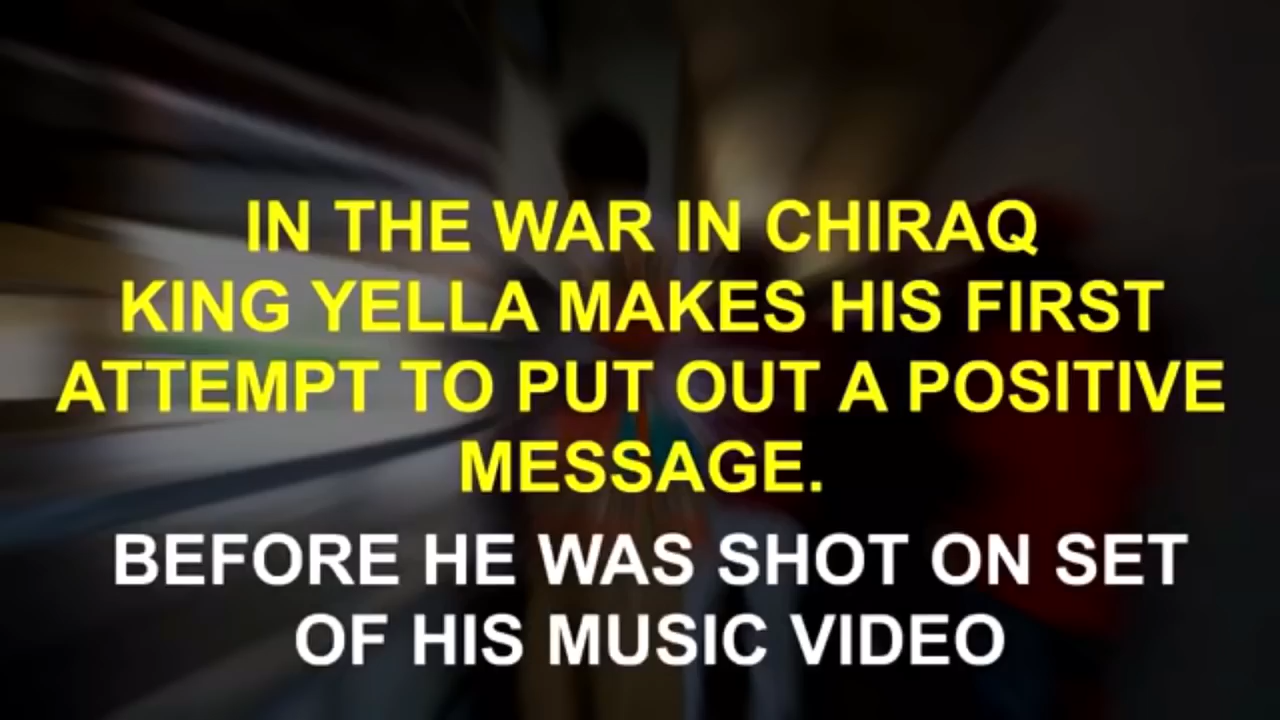 IN THE WAR IN CHIRAQ
KING YELLA MAKES HIS FIRST
ATTEMPT TO PUT OUT A POSITIVE
MESSAGE.
BEFORE HE WAS SHOT ON SET
OF HIS MUSIC VIDEO